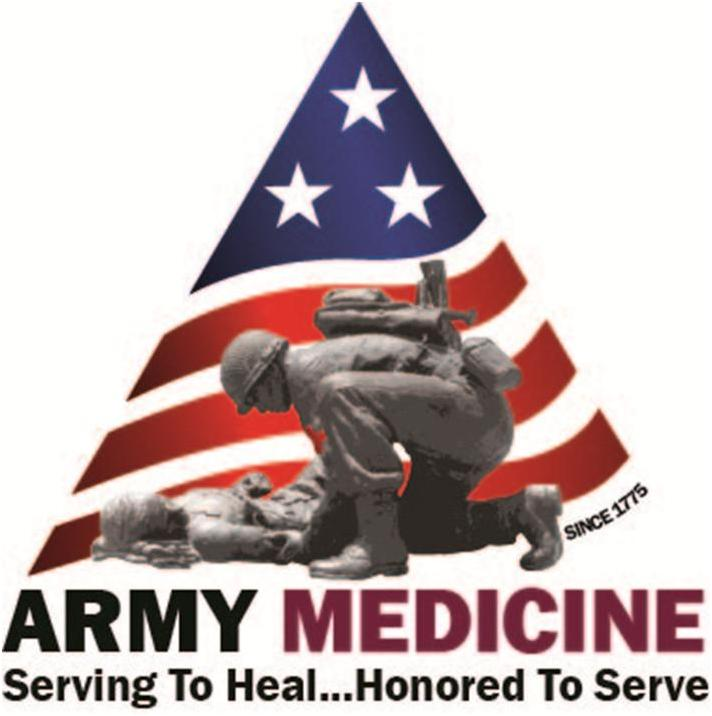 SINCE 1775
ARMY MEDICINE
Serving To Heal...Honored To Serve